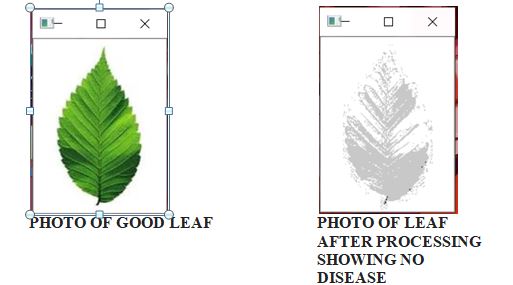 PHOTO OF GOOD LEAF
PHOTO OF LEAF
AFTER PROCESSING
SHOWING NO
DISEASE